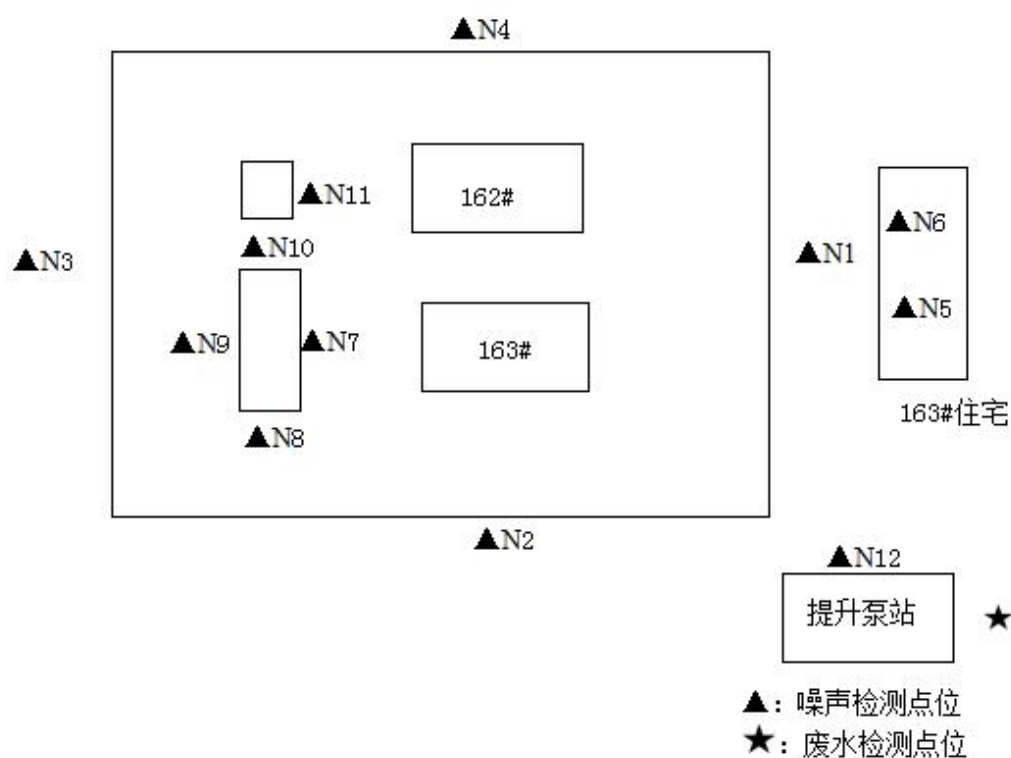 ▲N4
▲N11
162#
▲N6
▲N10
▲N1
▲N3
▲N5
▲N9
▲N7
163#
163#住宅
▲N8
▲N2
▲N12
提升泵站
★
▲：噪声检测点位
★：废水检测点位